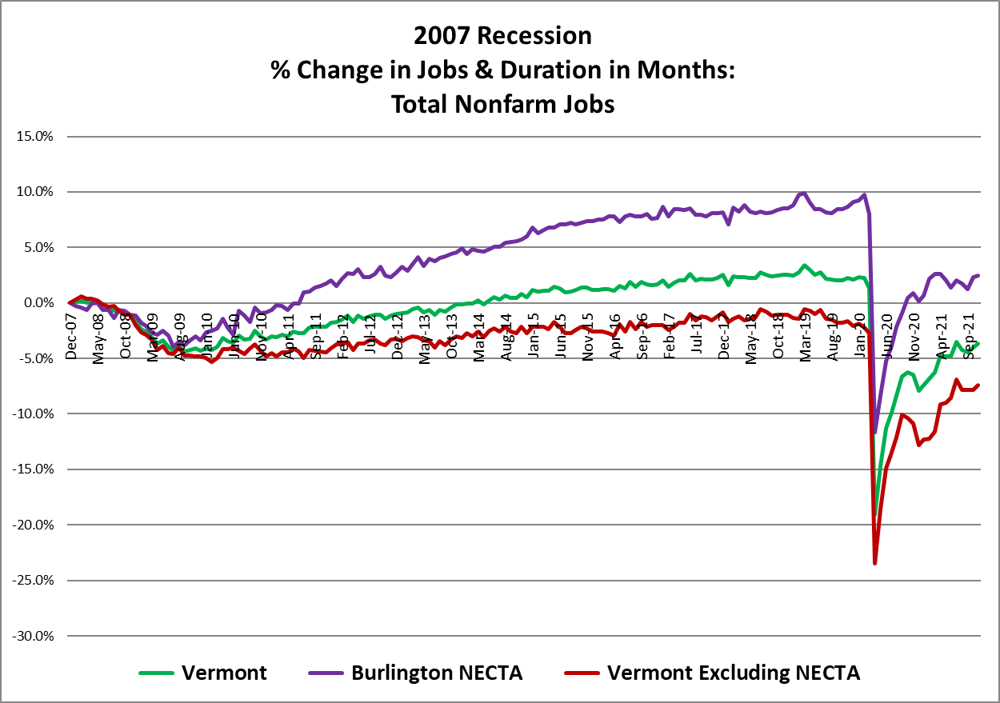 2007 Recession
% Change in Jobs & Duration in Months:
Total Nonfarm Jobs
15.0%
10.0%
5.0%
0.0%
-5.0%
-10.0%
-15.0%
-20.0%
-25.0%
-30.0%
Dec-07
May-08
Oct-08
Mar-09
Aug-09
Jan-10
Jun-10
Nov-10
Apr-11
Sep-11
Feb-12
Jul-12
Dec-12
May-13
Oct-13
Mar-14
Aug-14
Jan-15
Jun-15
Nov-15
Apr-16
Sep-16
Feb-17
Jul-17
Dec-17
May-18
Oct-18
Mar-19
Aug-19
Jan-20
Jun-20
Nov-20
Apr-21
Sep-21
Vermont
Burlington NECTA
Vermont Excluding NECTA